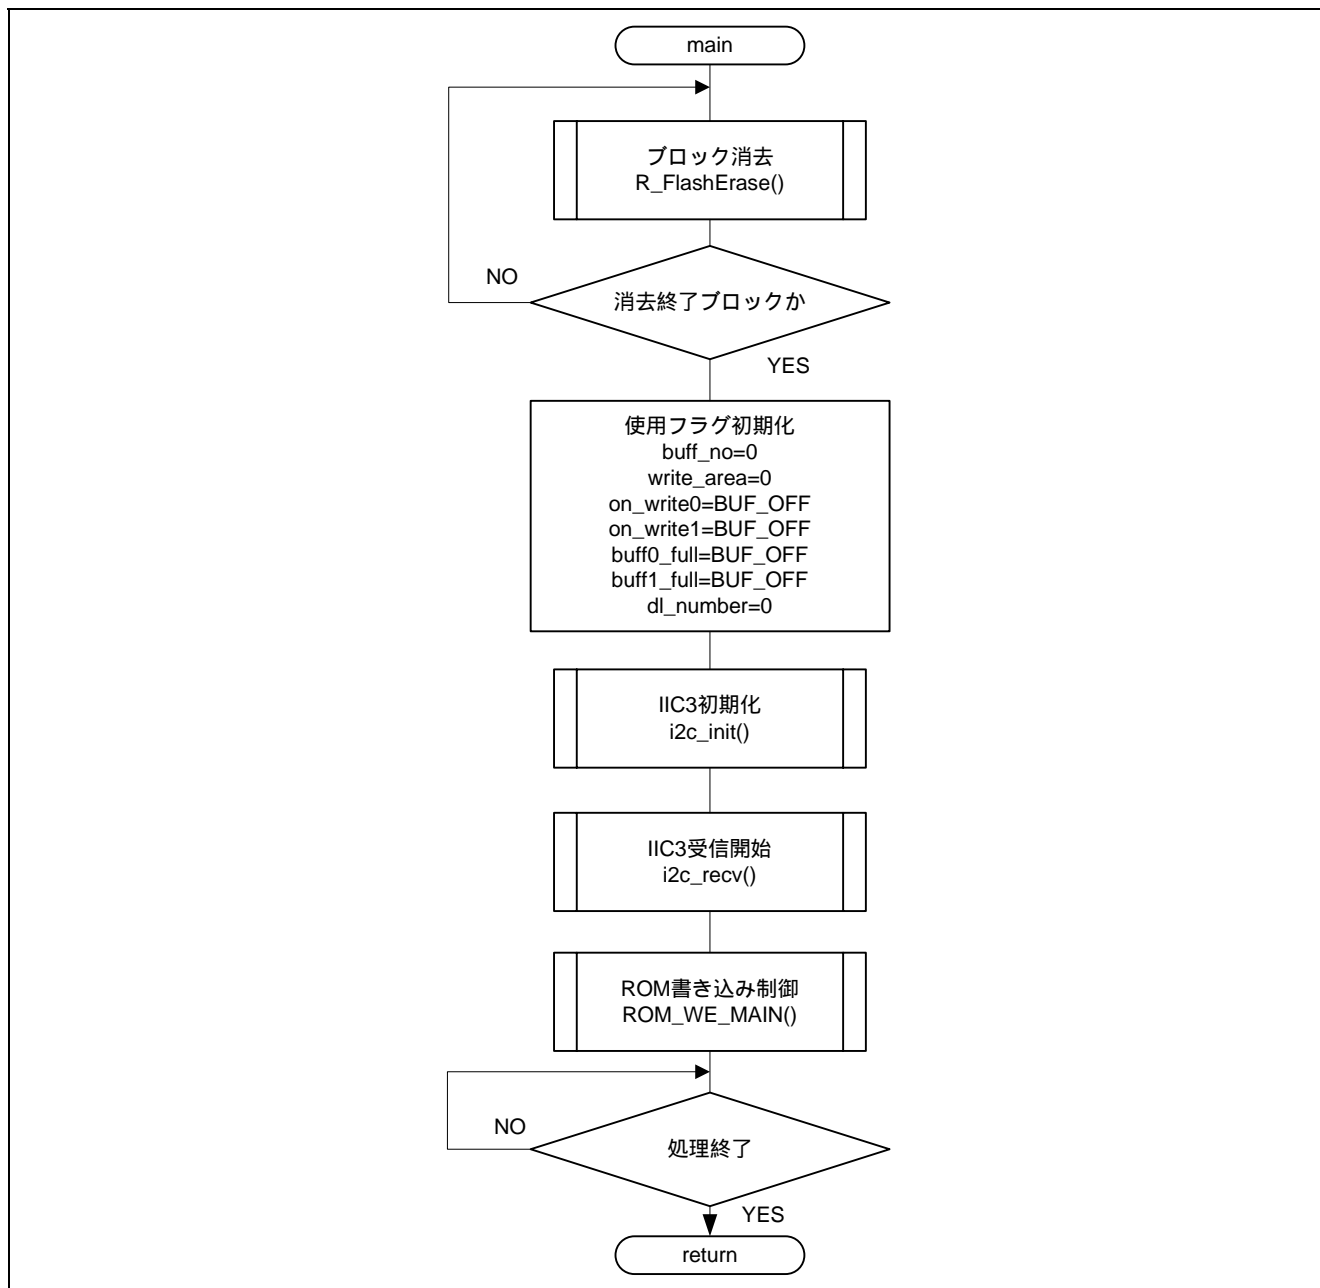 main
ブロック消去
R_FlashErase()
NO
消去終了ブロックか
YES
使用フラグ初期化
buff_no=0
write_area=0
on_write0=BUF_OFF
on_write1=BUF_OFF
buff0_full=BUF_OFF
buff1_full=BUF_OFF
dl_number=0
IIC3初期化
i2c_init()
IIC3受信開始
i2c_recv()
ROM書き込み制御
ROM_WE_MAIN()
NO
処理終了
YES
return